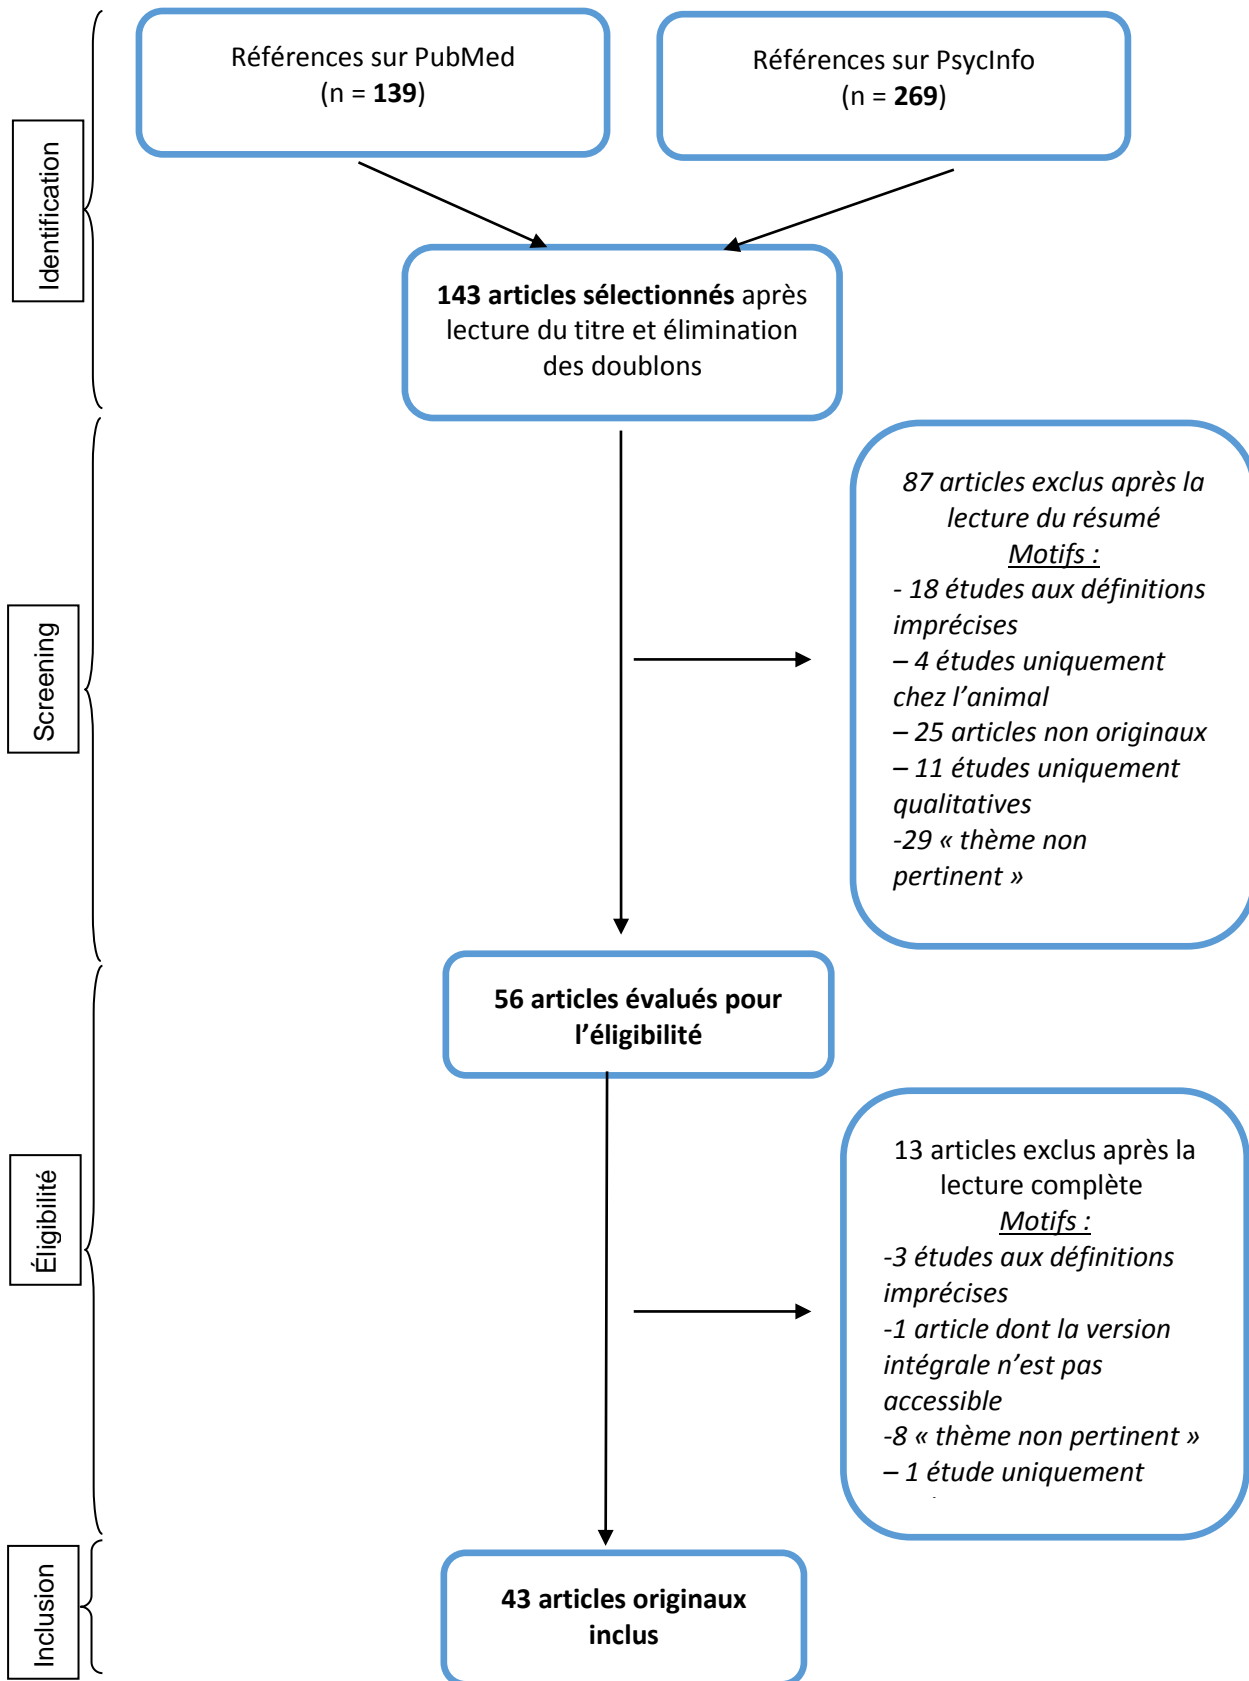 Références sur PubMed
(n = 139)
Références sur PsycInfo
(n = 269)
Identification
143 articles sélectionnés après
lecture du titre et élimination
des doublons
87 articles exclus après la
lecture du résumé
Motifs :
- 18 études aux définitions
imprécises
– 4 études uniquement
chez l’animal
– 25 articles non originaux
– 11 études uniquement
qualitatives
-29 « thème non
pertinent »
Screening
56 articles évalués pour
l’éligibilité
13 articles exclus après la
lecture complète
Motifs :
-3 études aux définitions
imprécises
-1 article dont la version
intégrale n’est pas
accessible
-8 « thème non pertinent »
– 1 étude uniquement
Éligibilité
43 articles originaux
inclus
Inclusion